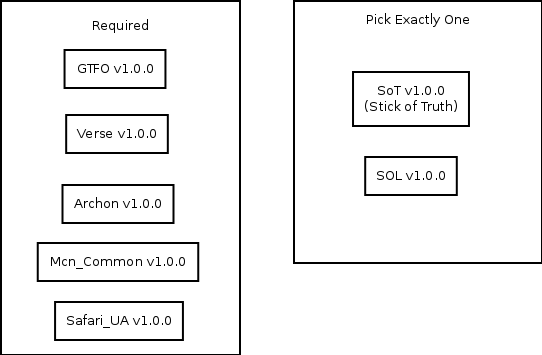 Required
GTFO v1.0.0
Verse v1.0.0
Archon v1.0.0
Mcn_Common v1.0.0
Safari_UA v1.0.0
Pick Exactly One
SoT v1.0.0
(Stick of Truth)
SOL v1.0.0